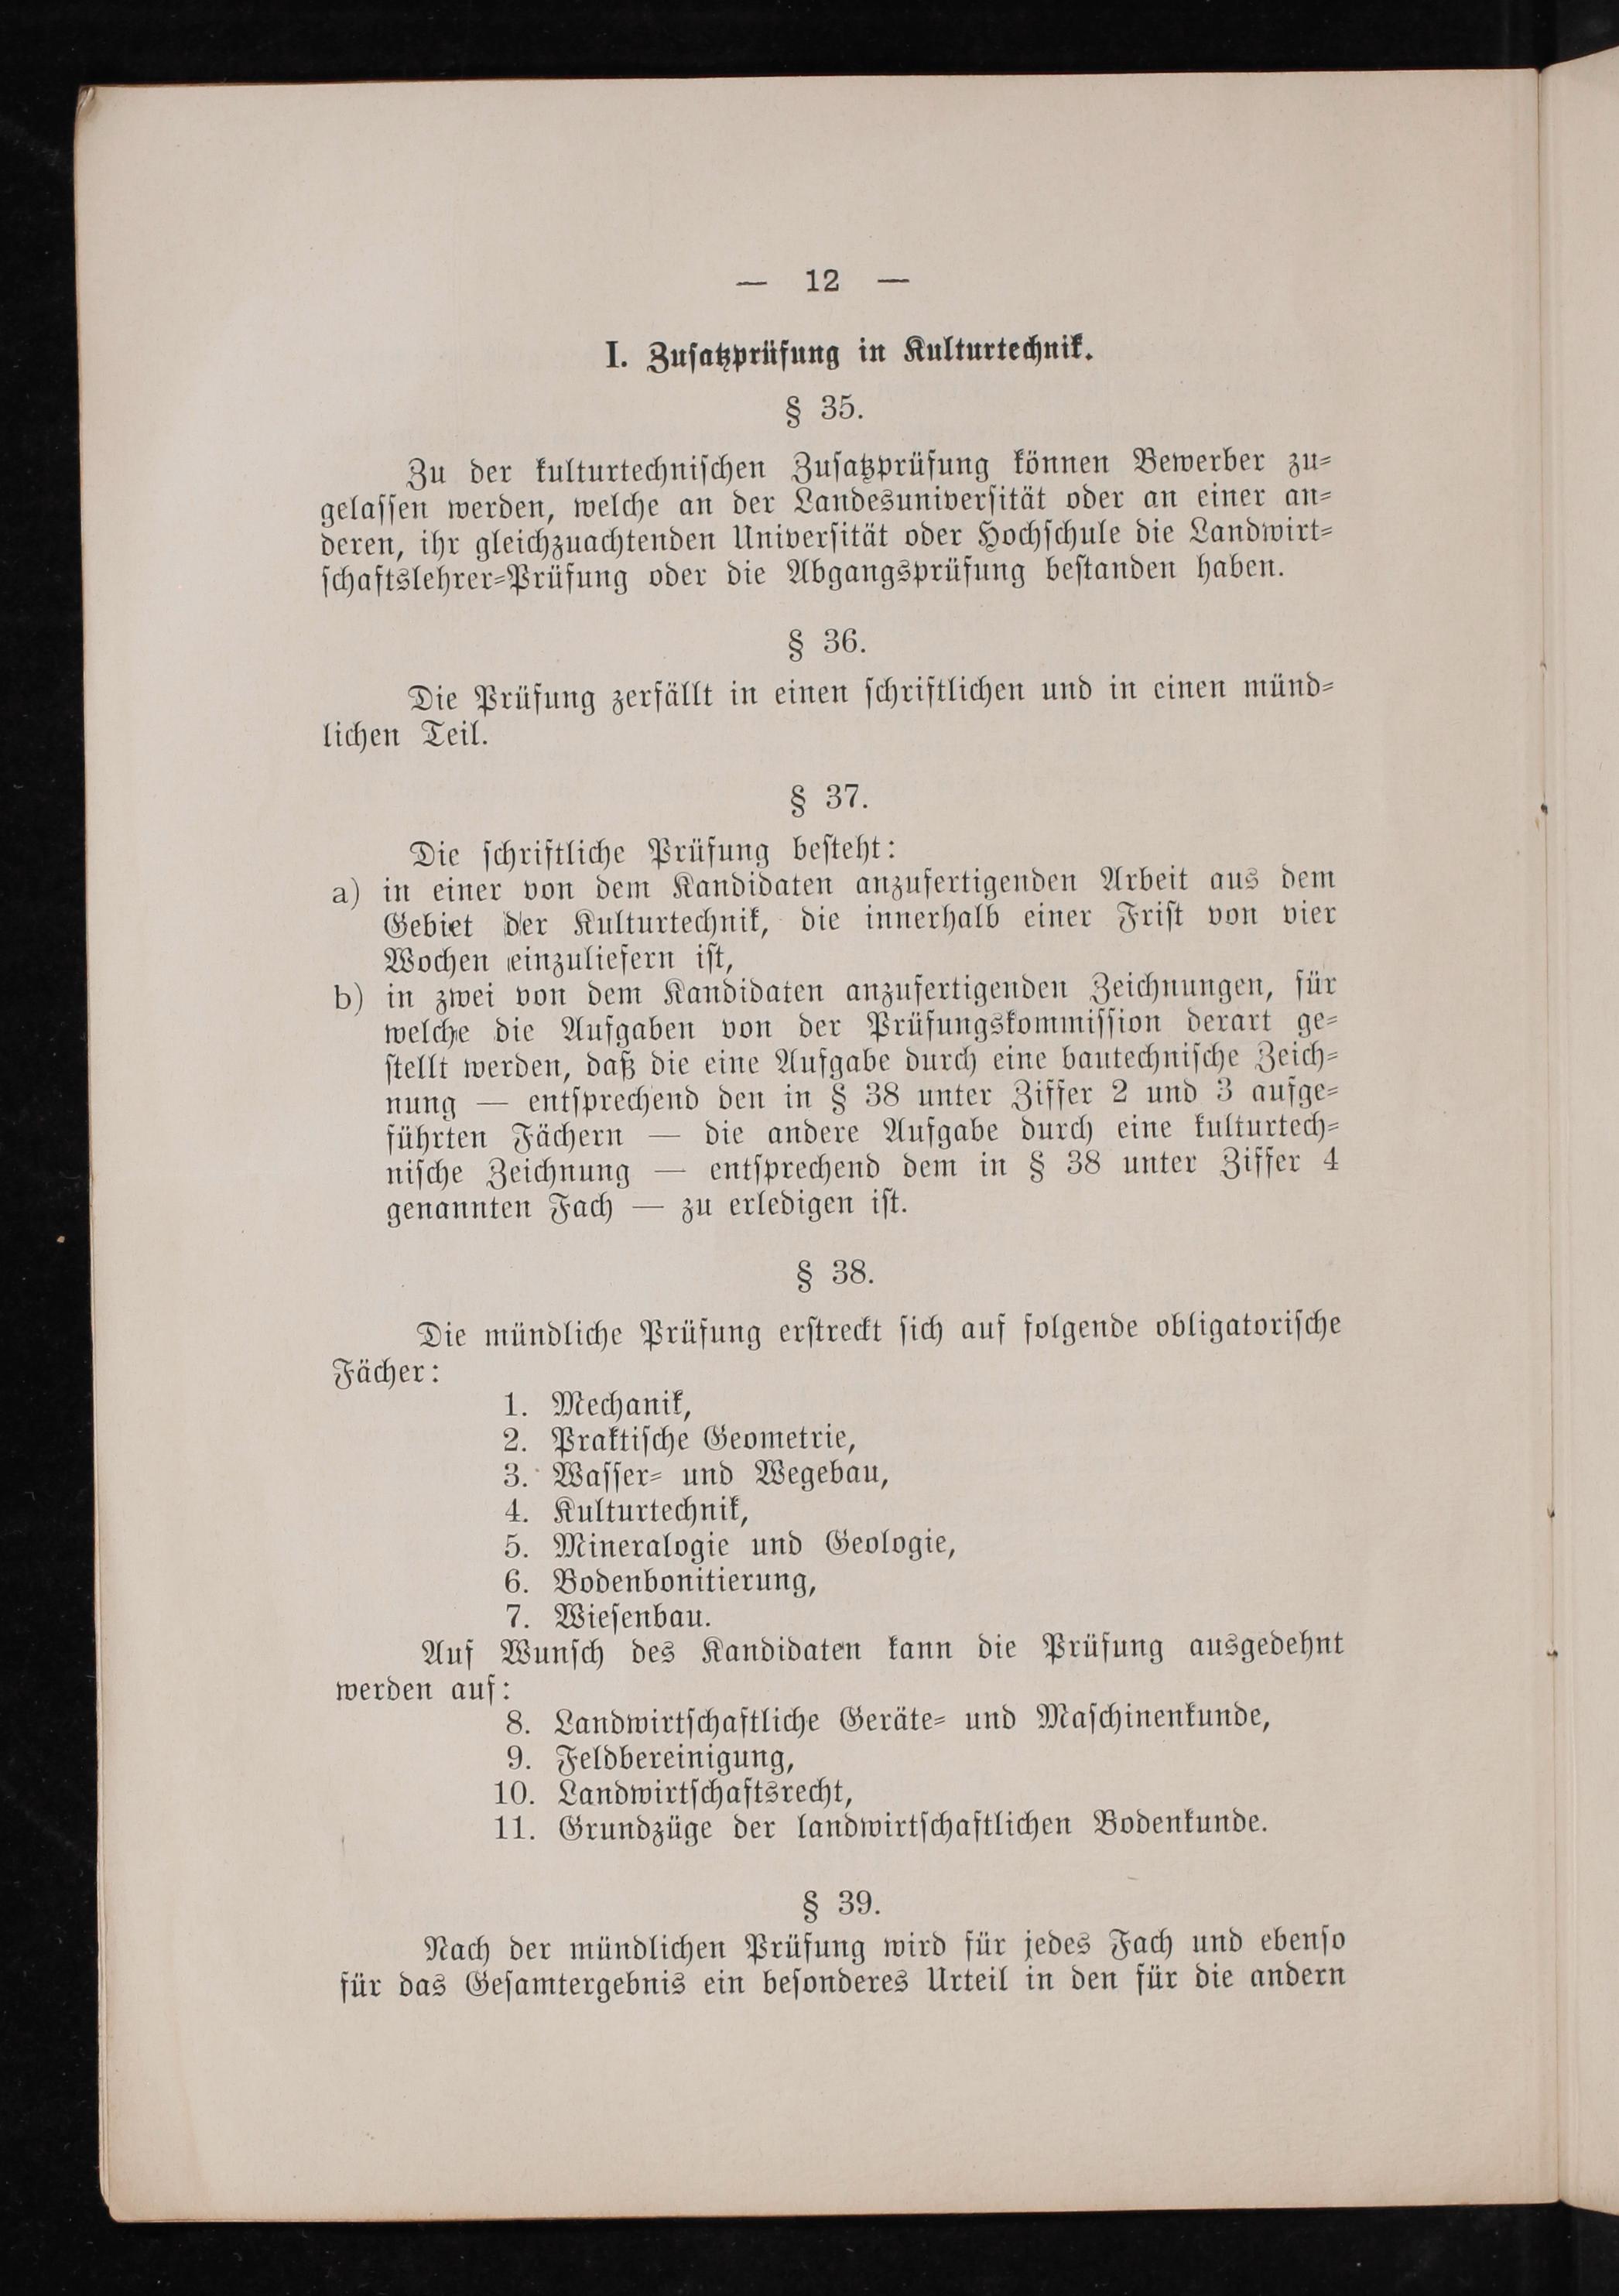 — 12 —
I. Zusatzprüfung in Kulturtechnik.
§ 35.
Zu der kulturtechnischen Zusatzprüfung können Bewerber zu-
gelassen werden, welche an der Landesuniversität oder an einer an-
deren, ihr gleichzuachtenden Universität oder Hochschule die Landwirt-
schaftslehrer-Prüfung oder die Abgangsprüfung bestanden haben.
§ 36.
Die Prüfung zerfällt in einen schriftlichen und in einen münd-
lichen Teil.
§ 37.
Die schriftliche Prüfung besteht:
a) in einer von dem Kandidaten anzufertigenden Arbeit aus dem
Gebiet der Kulturtechnik, die innerhalb einer Frist von vier
Wochen einzuliefern ist,
b) in zwei von dem Kandidaten anzufertigenden Zeichnungen, für
welche die Aufgaben von der Prüfungskommission derart ge-
stellt werden, daß die eine Aufgabe durch eine bautechnische Zeich-
nung — entsprechend den in § 38 unter Ziffer 2 und 3 aufge-
führten Fächern — die andere Aufgabe durch eine kulturtech-
nische Zeichnung — entsprechend dem in § 38 unter Ziffer 4
genannten Fach — zu erledigen ist.
§ 38.
Die mündliche Prüfung erstreckt sich auf folgende obligatorische
Fächer:
1. Mechanik,
2. Praktische Geometrie,
3. Wasser- und Wegebau,
4. Kulturtechnik,
5. Mineralogie und Geologie,
6. Bodenbonitierung,
7. Wiesenbau.
Auf Wunsch des Kandidaten kann die Prüfung ausgedehnt
werden auf:
8. Landwirtschaftliche Geräte- und Maschinenkunde,
9. Feldbereinigung,
10. Landwirtschaftsrecht,
11. Grundzüge der landwirtschaftlichen Bodenkunde.
§ 39.
Nach der mündlichen Prüfung wird für jedes Fach und ebenso
für das Gesamtergebnis ein besonderes Urteil in den für die andern